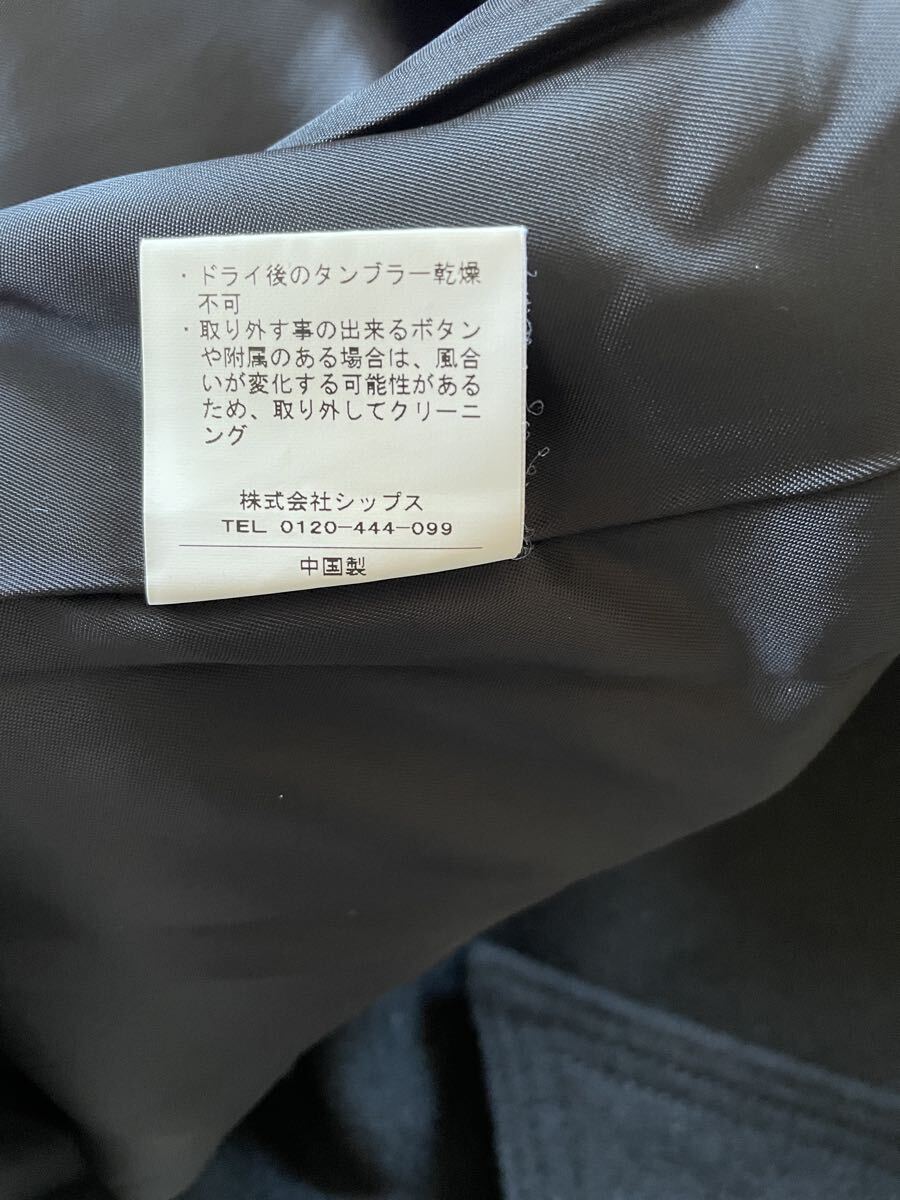 ・ドライ後のタンブラー乾燥
不可
・取り外す事の出来るボタン
や附属のある場合は、風合
いが変化する可能性がある
ため、取り外してクリーニ
ング
株式会社シップス
TEL 0120-444-099
中国製